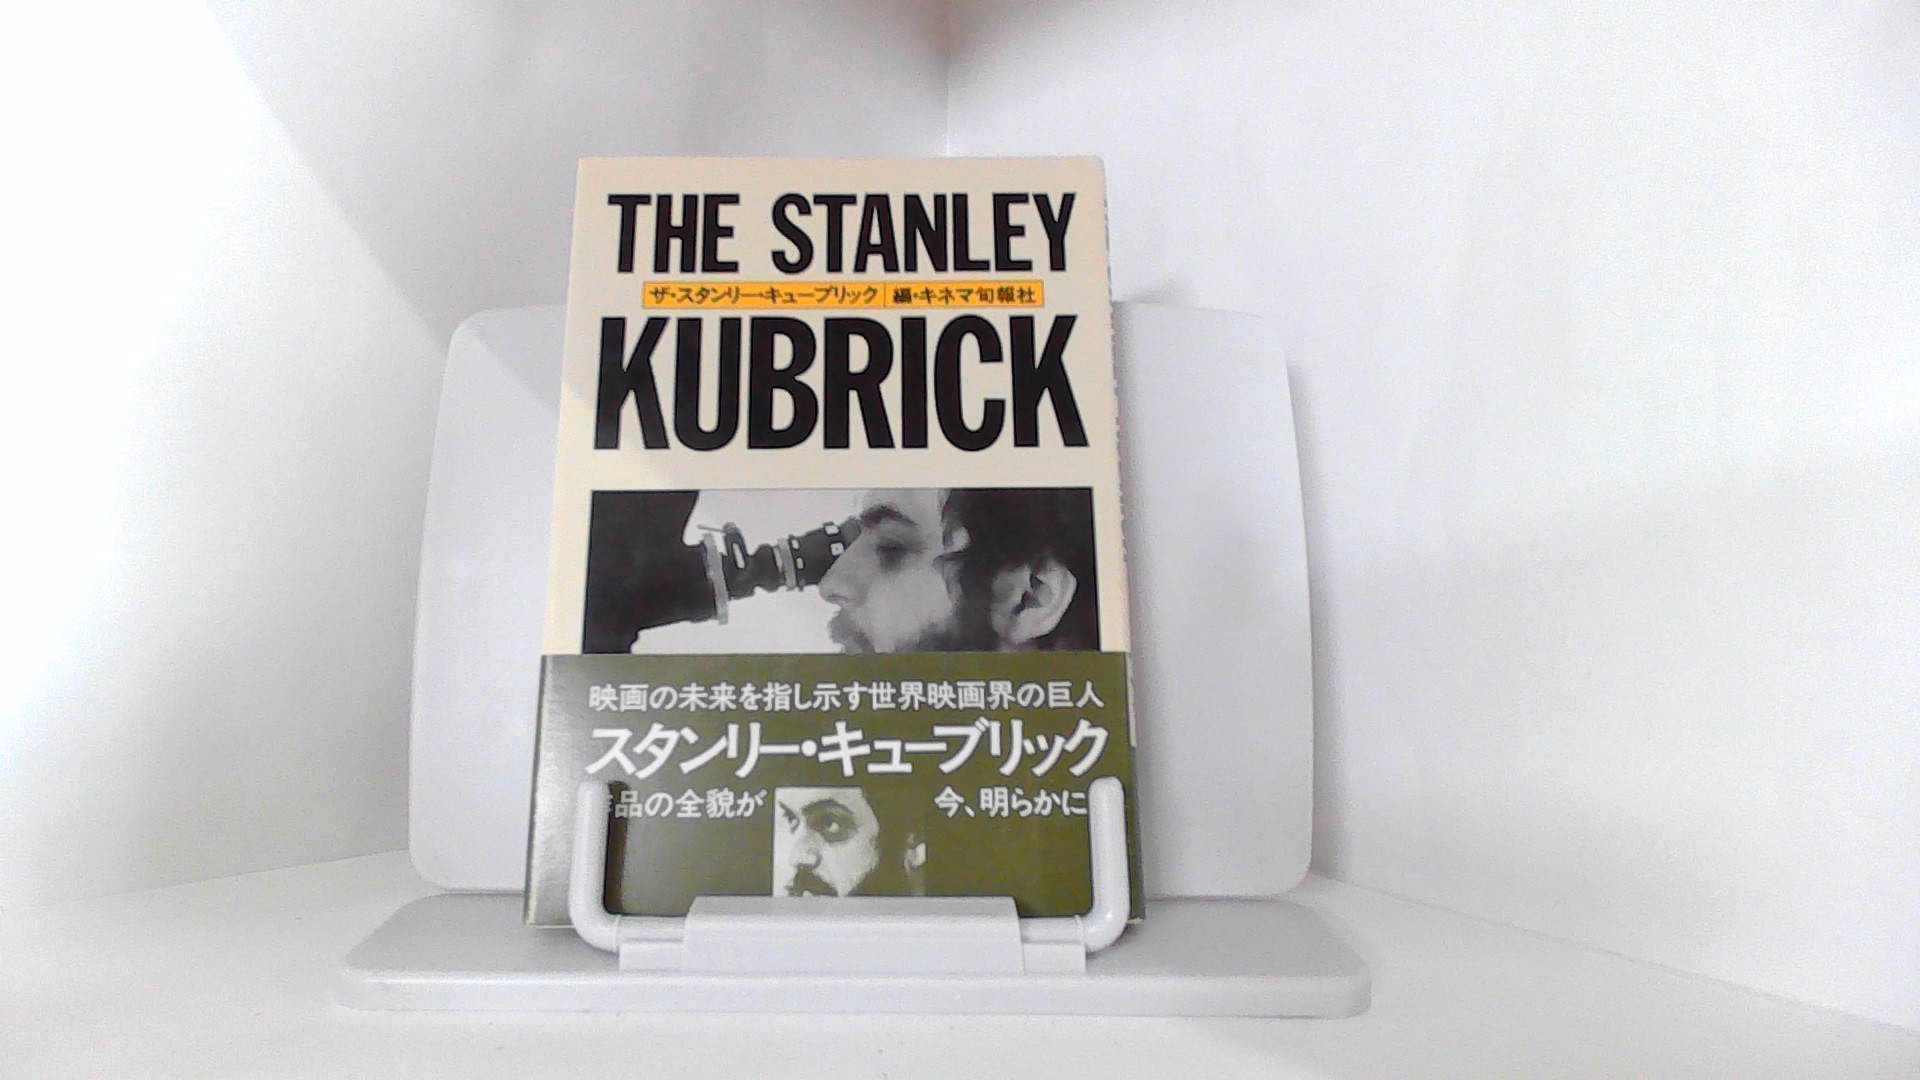 THE STANLEY
ザ・スタンリー・キューブリック 編・キネマ旬報社
KUBRICK
映画の未来を指し示す世界映画界の巨人
スタンリー・キューブリック
品の全貌が 今、明らかに